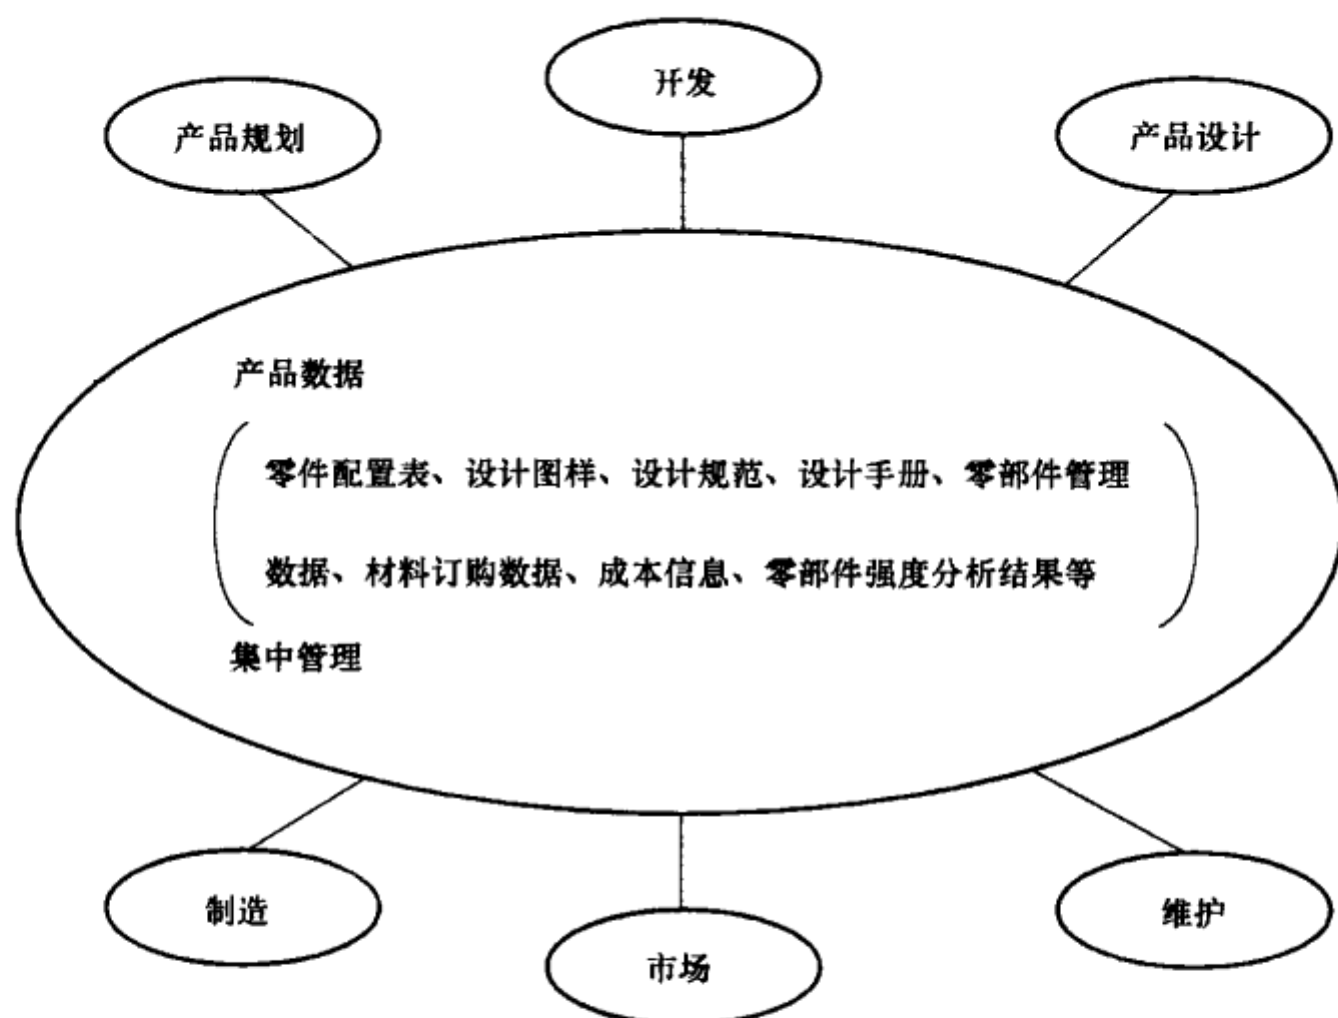 开发
产品规划
产品设计
产品数据
零件配置表、设计图样、设计规范、设计手册、零部件管理
数据、材料订购数据、成本信息、零部件强度分析结果等
集中管理
制造
维护
市场